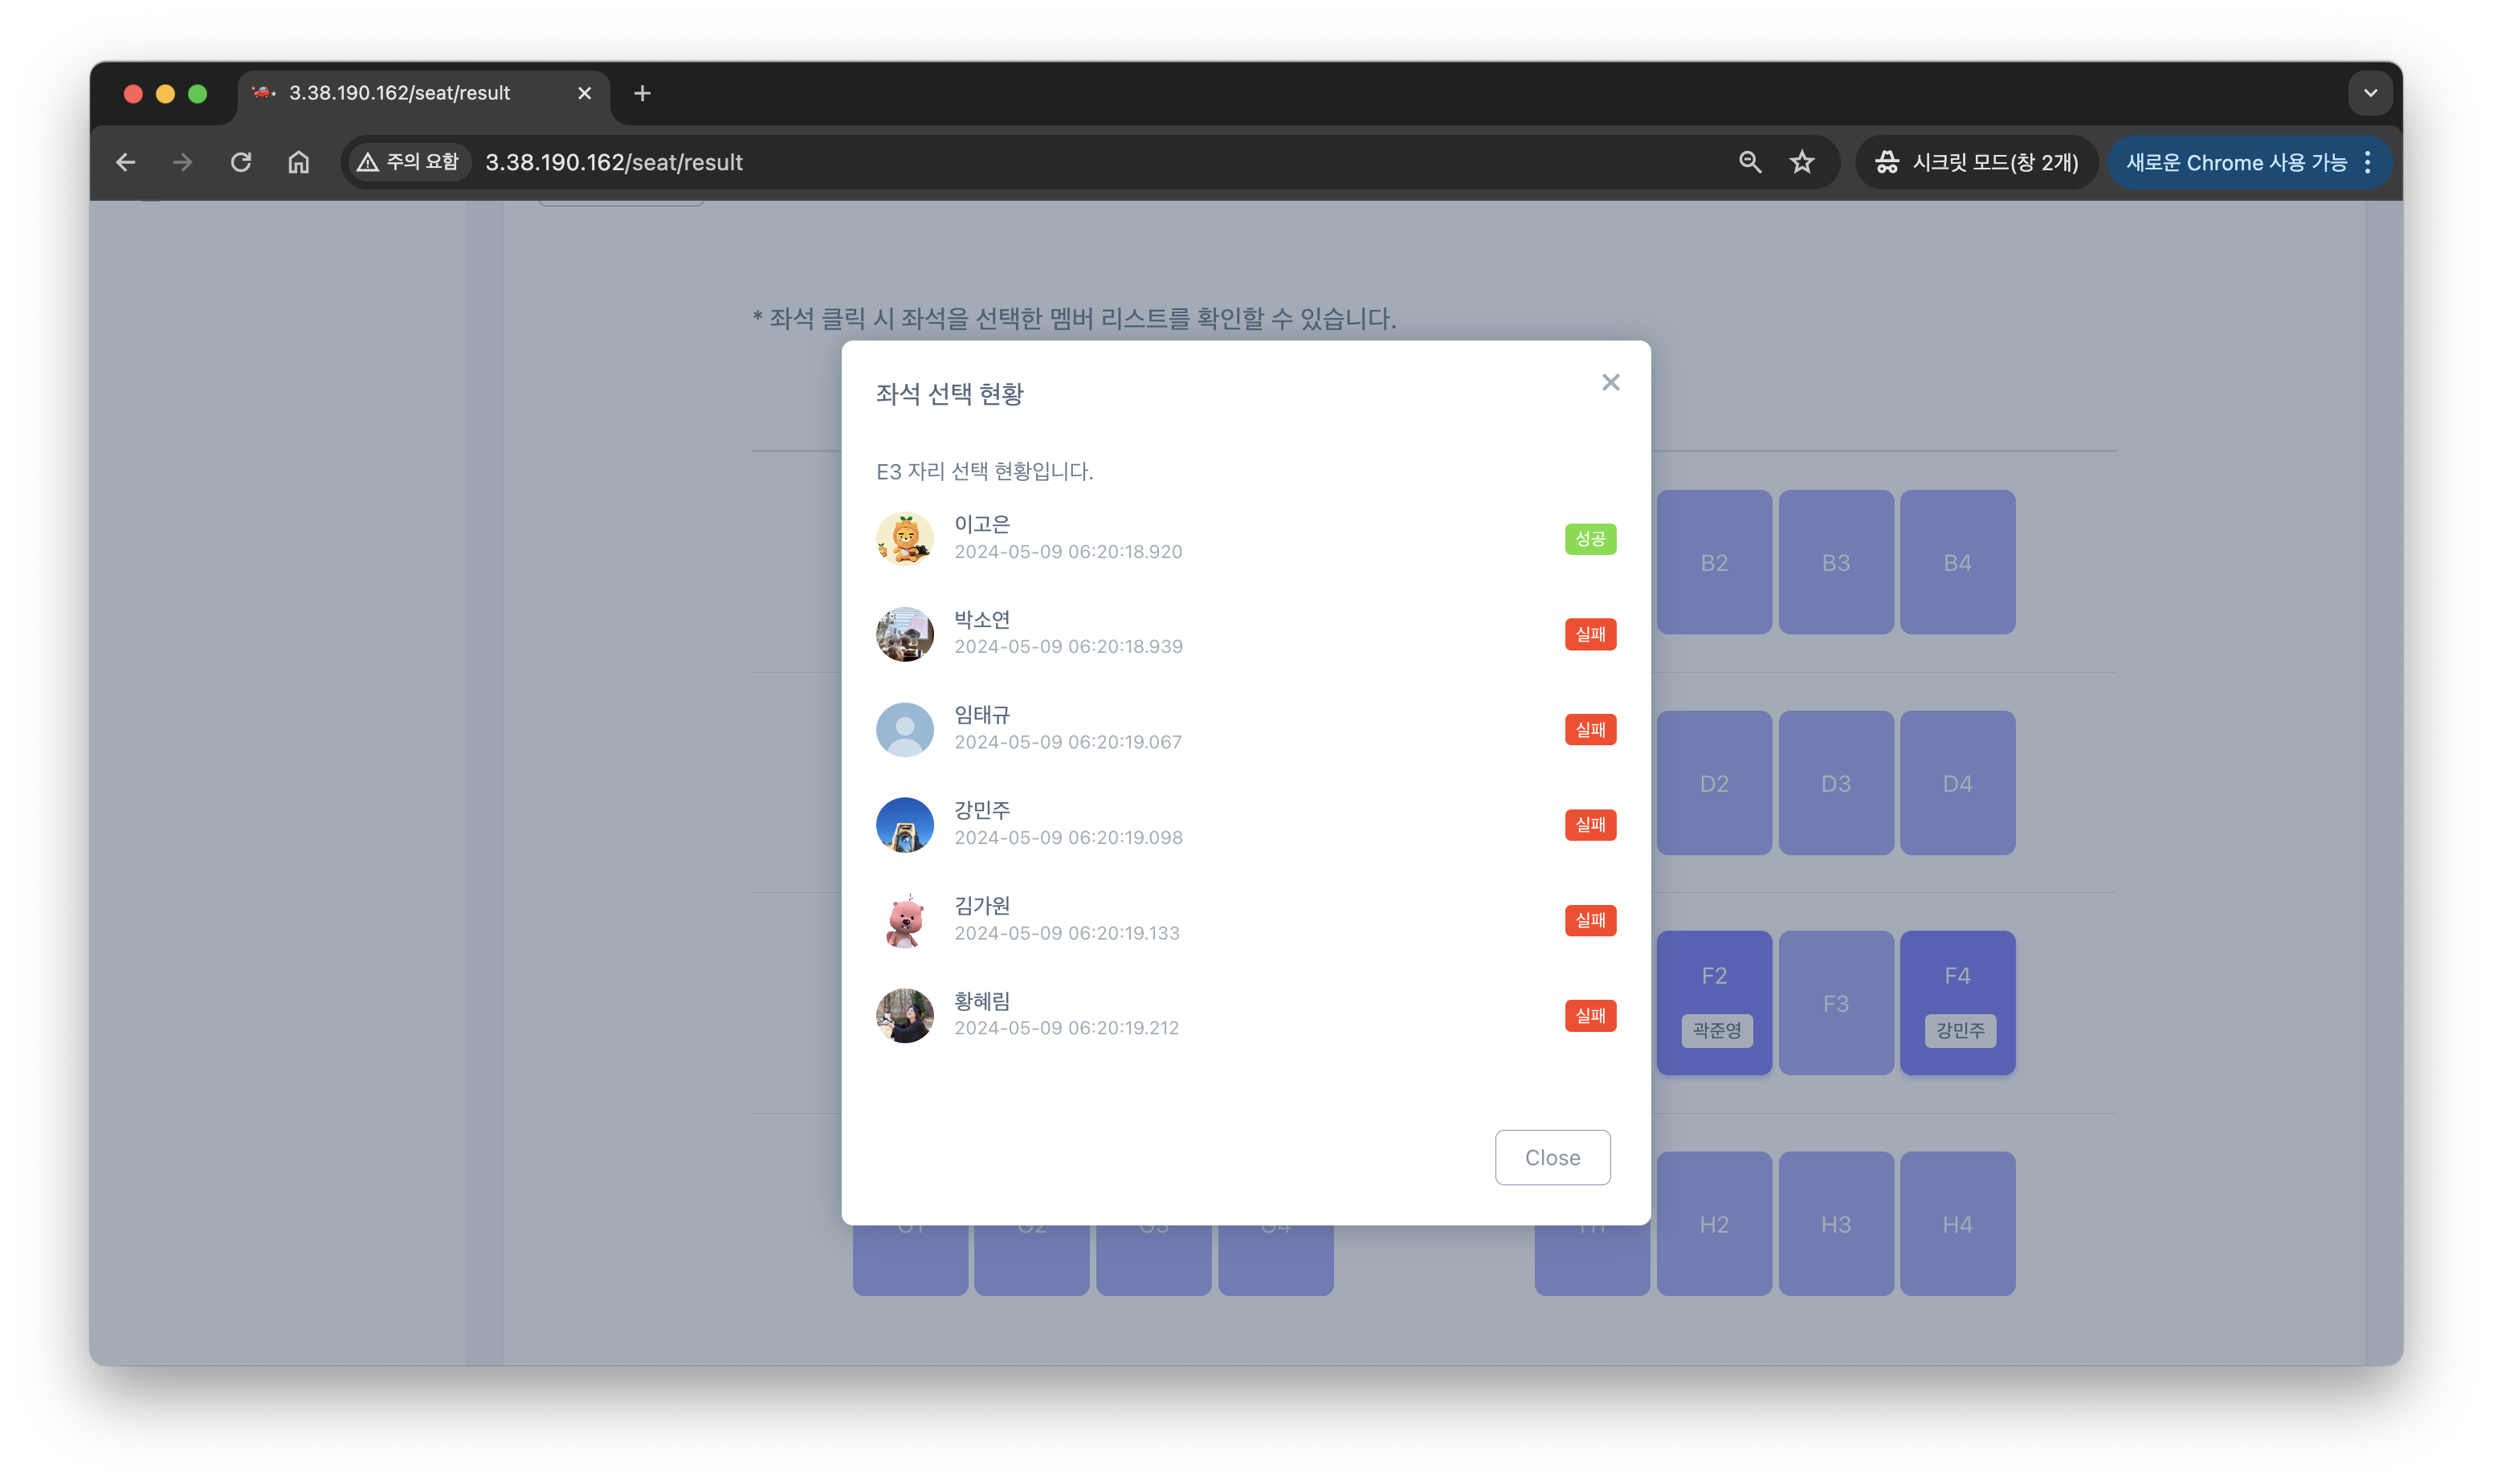 3.38.190.162/seat/result
주의 요함
3.38.190.162/seat/result
시크릿 모드(창 2개)
새로운 Chrome 사용 가능
* 좌석 클릭 시 좌석을 선택한 멤버 리스트를 확인할 수 있습니다.
좌석 선택 현황
E3 자리 선택 현황입니다.
이고은
2024-05-09 06:20:18.920
성공
박소연
2024-05-09 06:20:18.939
실패
임태규
2024-05-09 06:20:19.067
실패
강민주
2024-05-09 06:20:19.098
실패
김가원
2024-05-09 06:20:19.133
실패
황혜림
2024-05-09 06:20:19.212
실패
Close
B2
B3
B4
D2
D3
D4
F2
곽준영
F3
F4
강민주
H2
H3
H4